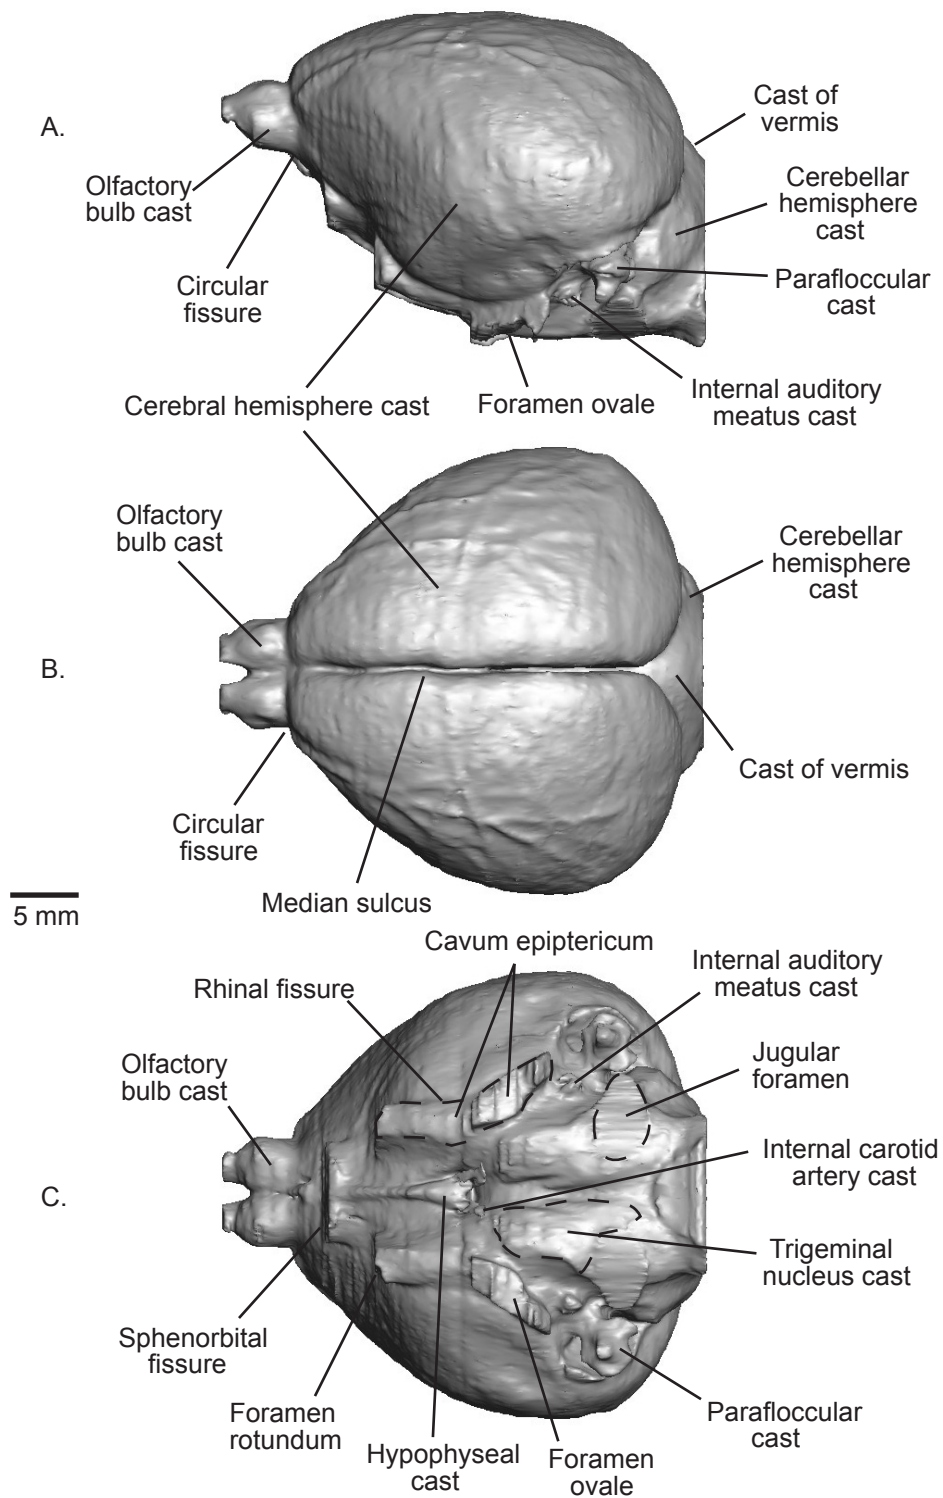 A.
Cast of
vermis
Olfactory
bulb cast
Cerebellar
hemisphere
cast
Circular
fissure
Parafloccular
cast
Cerebral hemisphere cast
Foramen ovale
Internal auditory
meatus cast
B.
Olfactory
bulb cast
Cerebellar
hemisphere
cast
Cast of vermis
Circular
fissure
Median sulcus
5 mm
C.
Cavum epiptericum
Rhinal fissure
Internal auditory
meatus cast
Olfactory
bulb cast
Jugular
foramen
Internal carotid
artery cast
Trigeminal
nucleus cast
Sphenorbital
fissure
Foramen
rotundum
Hypophyseal
cast
Foramen
ovale
Parafloccular
cast